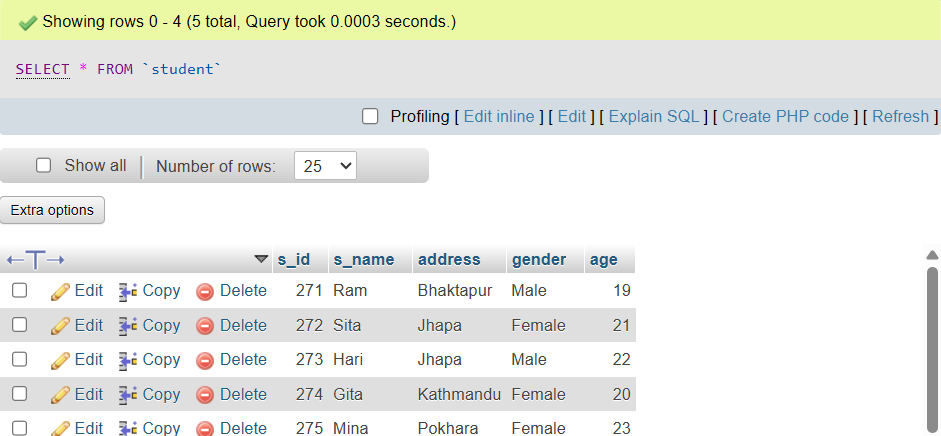 Showing rows 0 - 4 (5 total, Query took 0.0003 seconds.)
SELECT * FROM `student`
Profiling [ Edit inline ] [ Edit ] [ Explain SQL ] [ Create PHP code ] [ Refresh ]
Show all Number of rows: 25
Extra options
s_id s_name address gender age
Edit Copy Delete 271 Ram Bhaktapur Male 19
Edit Copy Delete 272 Sita Jhapa Female 21
Edit Copy Delete 273 Hari Jhapa Male 22
Edit Copy Delete 274 Gita Kathmandu Female 20
Edit Copy Delete 275 Mina Pokhara Female 23